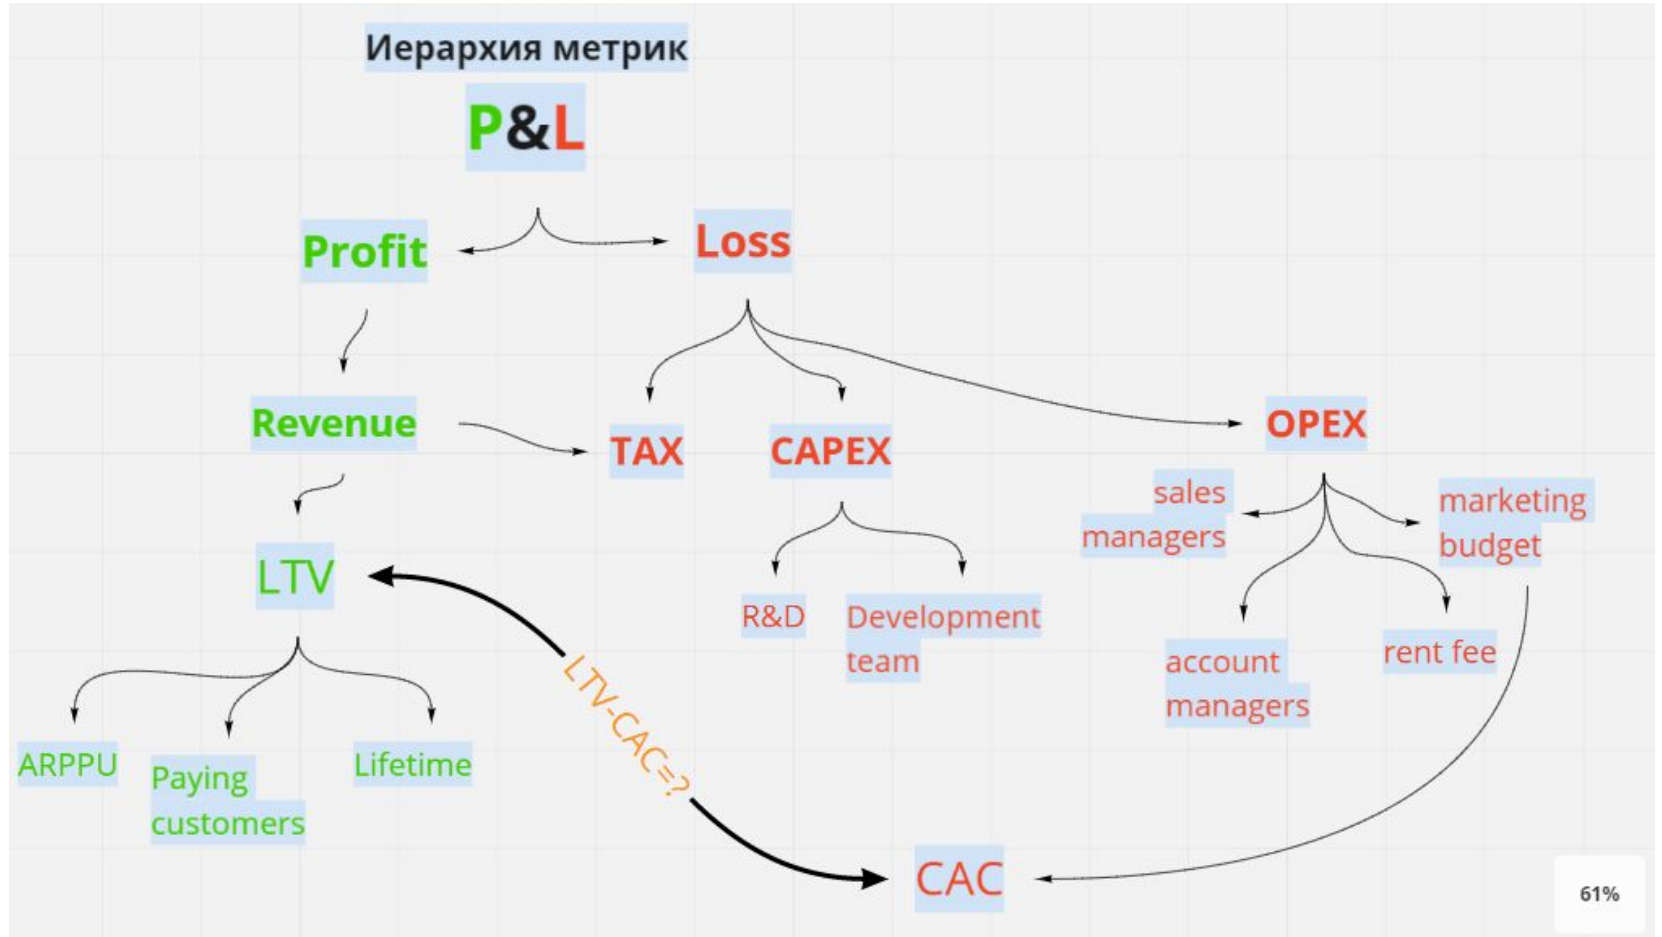 Иерархия метрик
P&L
Profit
Loss
Revenue
TAX
CAPEX
OPEX
sales
managers
marketing
budget
LTV
R&D
Development
team
account
managers
rent fee
LTV-CAC=?
ARPPU
Paying
customers
Lifetime
CAC
61%